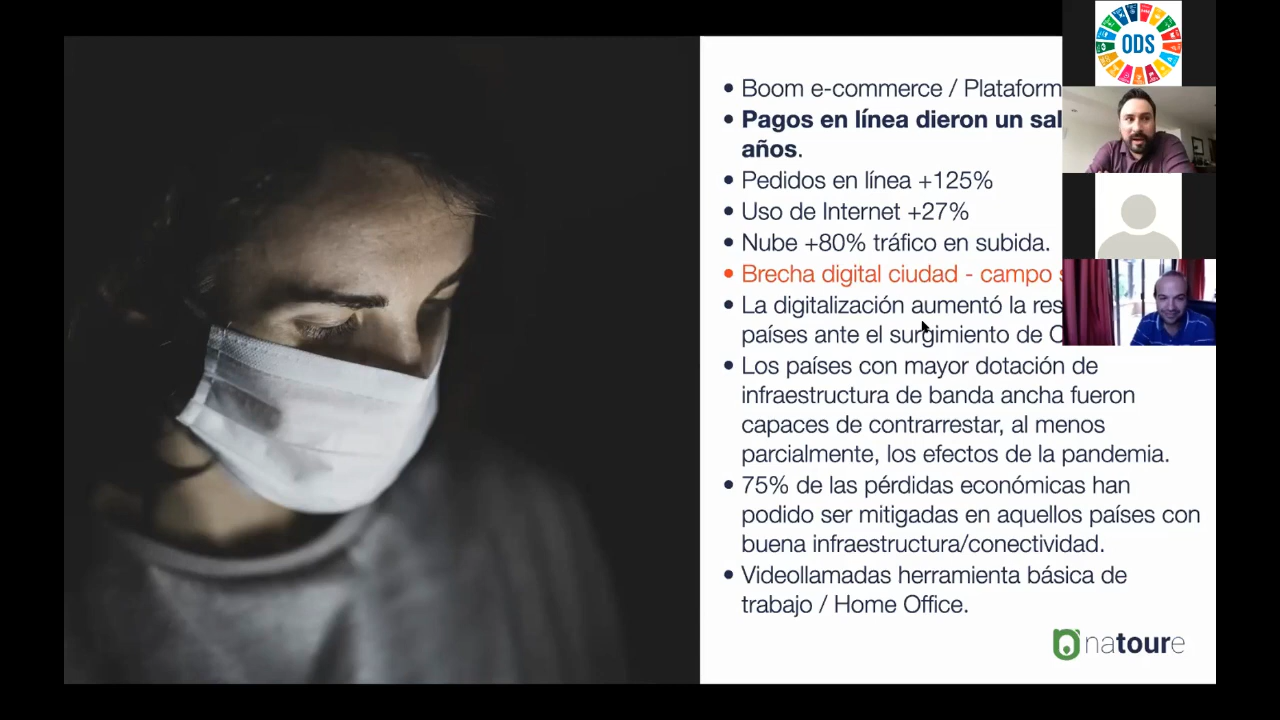 ODS
• Boom e-commerce / Plataform
• Pagos en línea dieron un sal
años.
• Pedidos en línea +125%
• Uso de Internet +27%
• Nube +80% tráfico en subida.
• Brecha digital ciudad - campo
• La digitalización aumentó la res
países ante el surgimiento de C
• Los países con mayor dotación de
infraestructura de banda ancha fueron
capaces de contrarrestar, al menos
parcialmente, los efectos de la pandemia.
• 75% de las pérdidas económicas han
podido ser mitigadas en aquellos países con
buena infraestructura/conectividad.
• Videollamadas herramienta básica de
trabajo / Home Office.
natoure